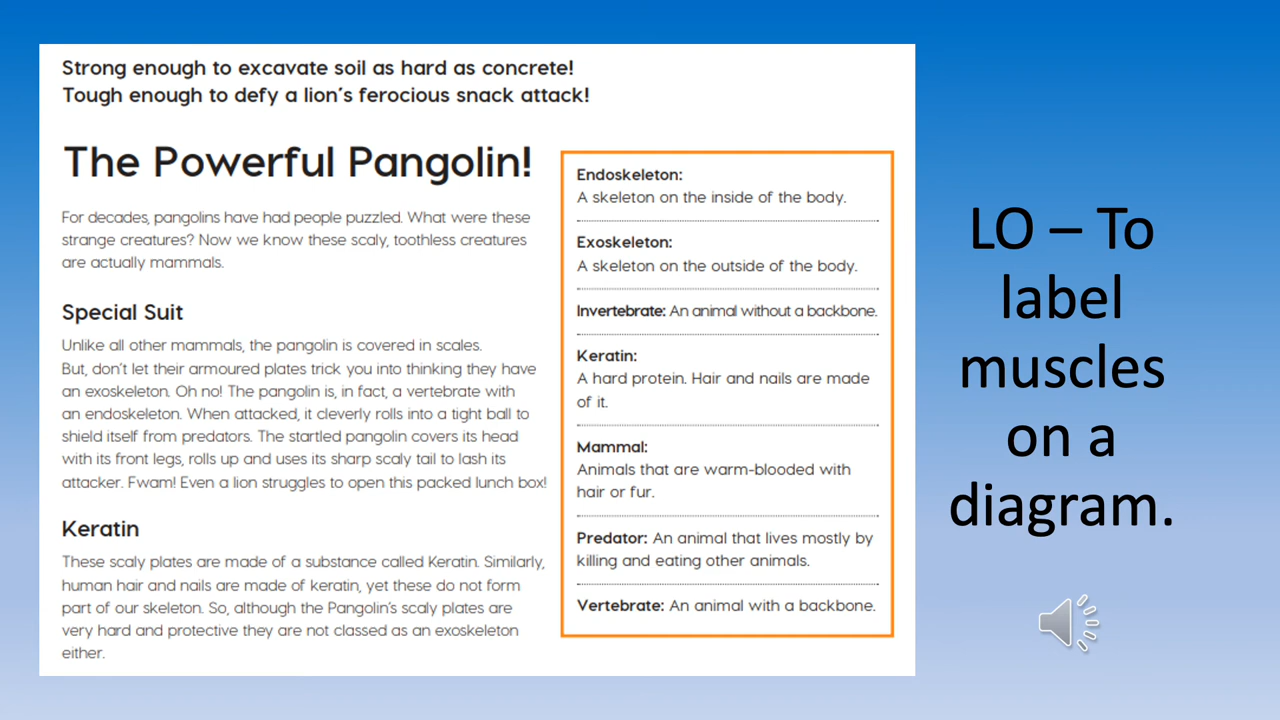 Strong enough to excavate soil as hard as concrete!
Tough enough to defy a lion's ferocious snack attack!
The Powerful Pangolin!
For decades, pangolins have had people puzzled. What were these
strange creatures? Now we know these scaly, toothless creatures
are actually mammals.
Special Suit
Unlike all other mammals, the pangolin is covered in scales.
But, don't let their armoured plates trick you into thinking they have
an exoskeleton. Oh no! The pangolin is, in fact, a vertebrate with
an endoskeleton. When attacked, it cleverly rolls into a tight ball to
shield itself from predators. The startled pangolin covers its head
with its front legs, rolls up and uses its sharp scaly tail to lash its
attacker. Fwam! Even a lion struggles to open this packed lunch box!
Keratin
These scaly plates are made of a substance called Keratin. Similarly,
human hair and nails are made of keratin, yet these do not form
part of our skeleton. So, although the Pangolin's scaly plates are
very hard and protective they are not classed as an exoskeleton
either.
Endoskeleton:
A skeleton on the inside of the body.
Exoskeleton:
A skeleton on the outside of the body.
Invertebrate: An animal without a backbone.
Keratin:
A hard protein. Hair and nails are made
of it.
Mammal:
Animals that are warm-blooded with
hair or fur.
Predator: An animal that lives mostly by
killing and eating other animals.
Vertebrate: An animal with a backbone.
LO – To
label
muscles
on a
diagram.